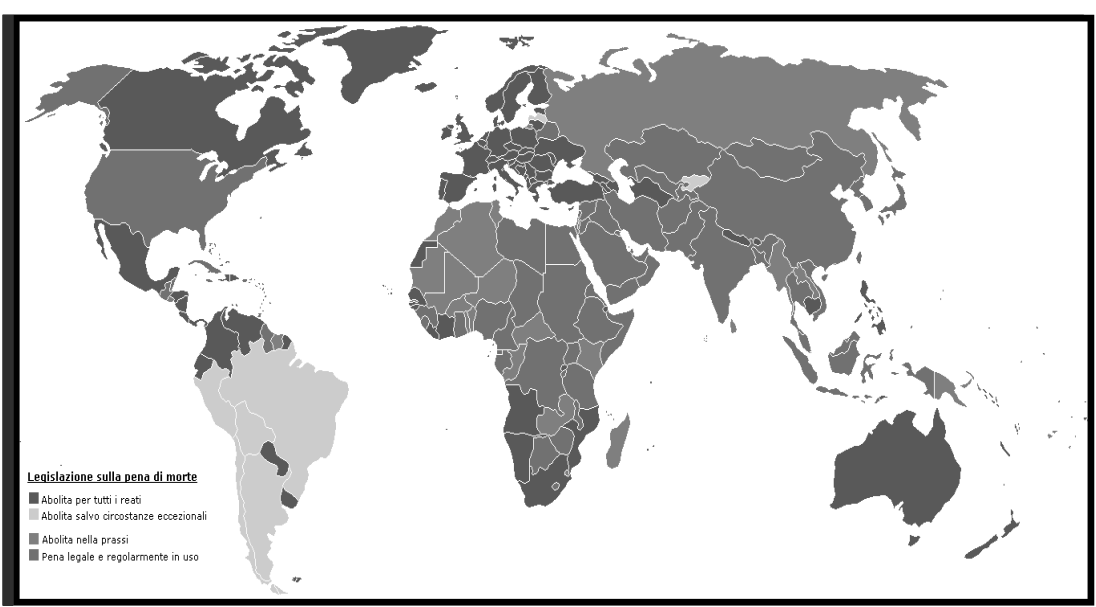 Legislazione sulla pena di morte
Abolita per tutti i reati
Abolita salvo circostanze eccezionali
Abolita nella prassi
Pena legale e regolarmente in uso